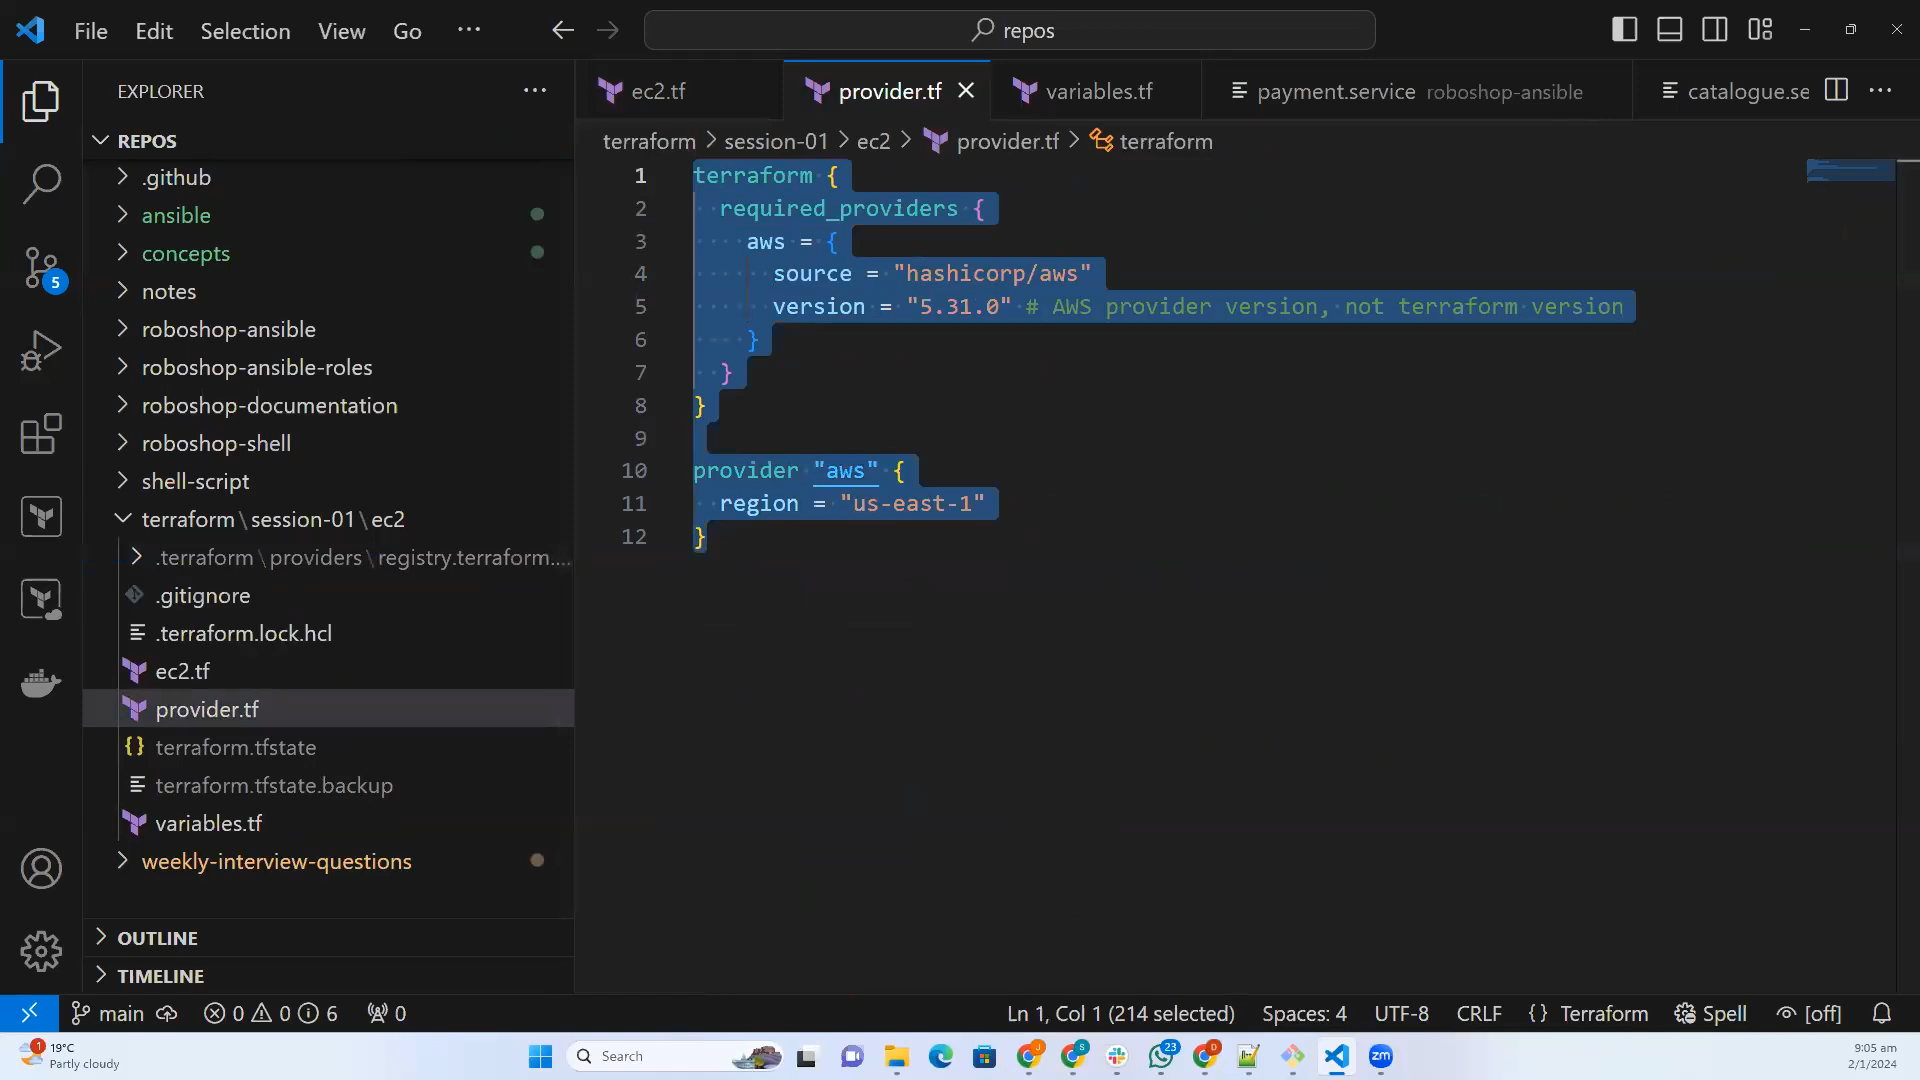 File Edit Selection View Go ···
repos
EXPLORER
ec2.tf
provider.tf
variables.tf
payment.service roboshop-ansible
catalogue.se
REPOS
terraform > session-01 > ec2 > provider.tf > terraform
.github
ansible
concepts
notes
roboshop-ansible
roboshop-ansible-roles
roboshop-documentation
roboshop-shell
shell-script
terraform\session-01\ec2
.terraform\providers\registry.terraform....
.gitignore
.terraform.lock.hcl
ec2.tf
provider.tf
terraform.tfstate
terraform.tfstate.backup
variables.tf
weekly-interview-questions
OUTLINE
TIMELINE
1 terraform {
2 required_providers {
3 aws = {
4 source = "hashicorp/aws"
5 version = "5.31.0" # AWS provider version, not terraform version
6 }
7 }
8 }
9
10 provider "aws" {
11 region = "us-east-1"
12 }
5
main 0 0 6 0
Ln 1, Col 1 (214 selected) Spaces: 4 UTF-8 CRLF {} Terraform Spell [off]
1 19°C
Partly cloudy
Search
J
S
23
D
zm
9:05 am
2/1/2024